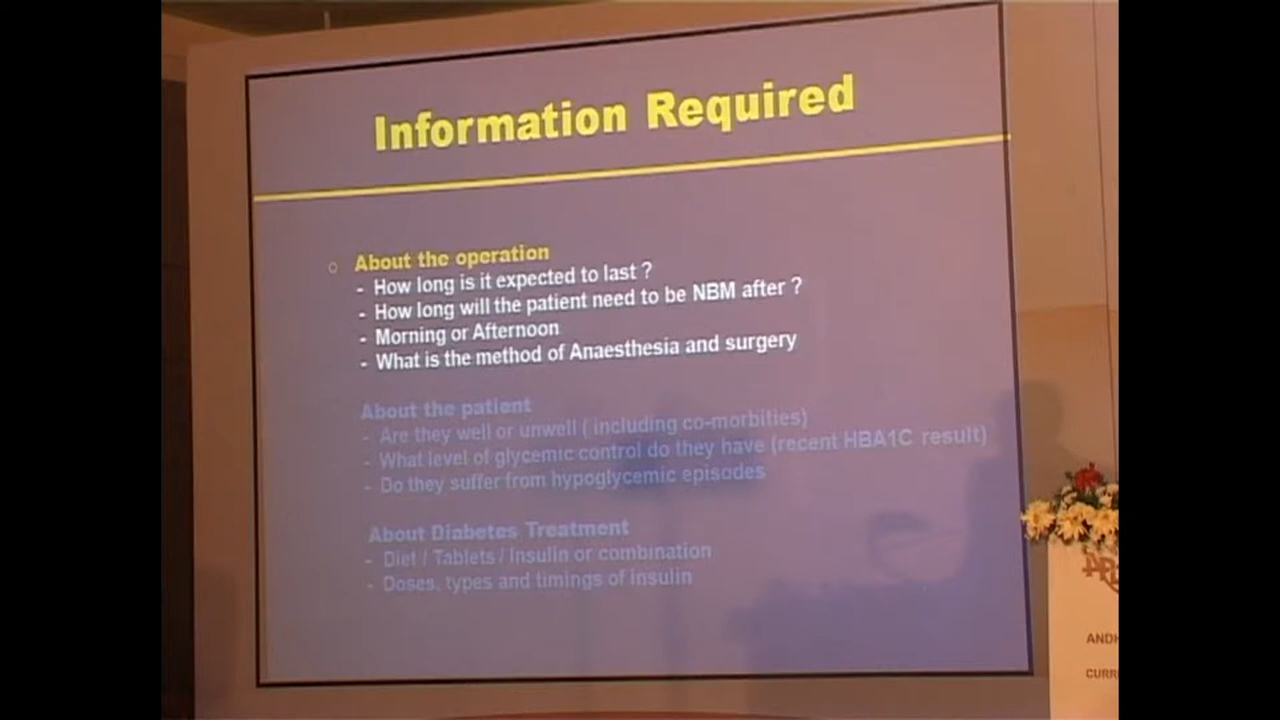 Information Required
○ About the operation
- How long is it expected to last ?
- How long will the patient need to be NBM after ?
- Morning or Afternoon
- What is the method of Anaesthesia and surgery
About the patient
- Are they well or unwell ( including co-morbities)
- What level of glycemic control do they have (recent HBA1C result)
- Do they suffer from hypoglycemic episodes
About Diabetes Treatment
- Diet / Tablets / Insulin or combination
- Doses, types and timings of insulin
ANDH
CURR